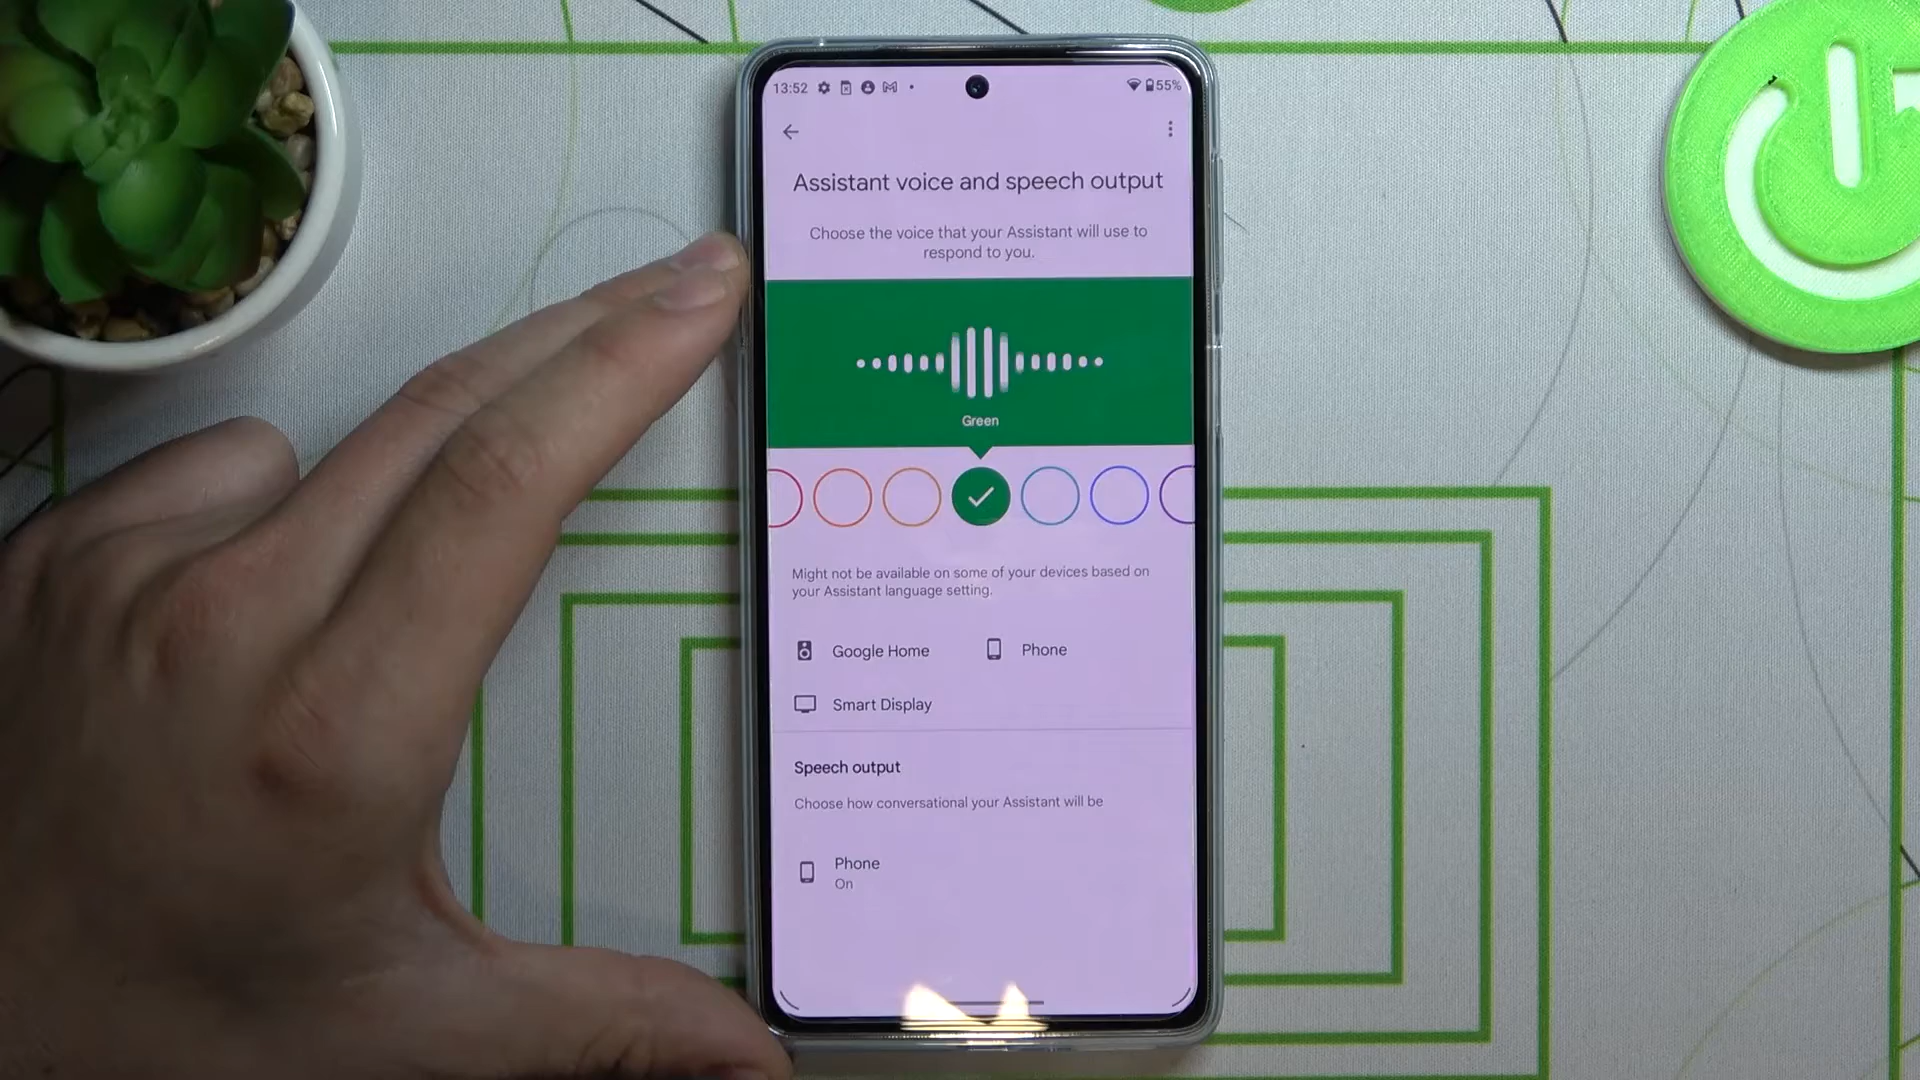 13:52
55%
Assistant voice and speech output
Choose the voice that your Assistant will use to
respond to you.
Green
Might not be available on some of your devices based on
your Assistant language setting.
Google Home
Phone
Smart Display
Speech output
Choose how conversational your Assistant will be
Phone
On